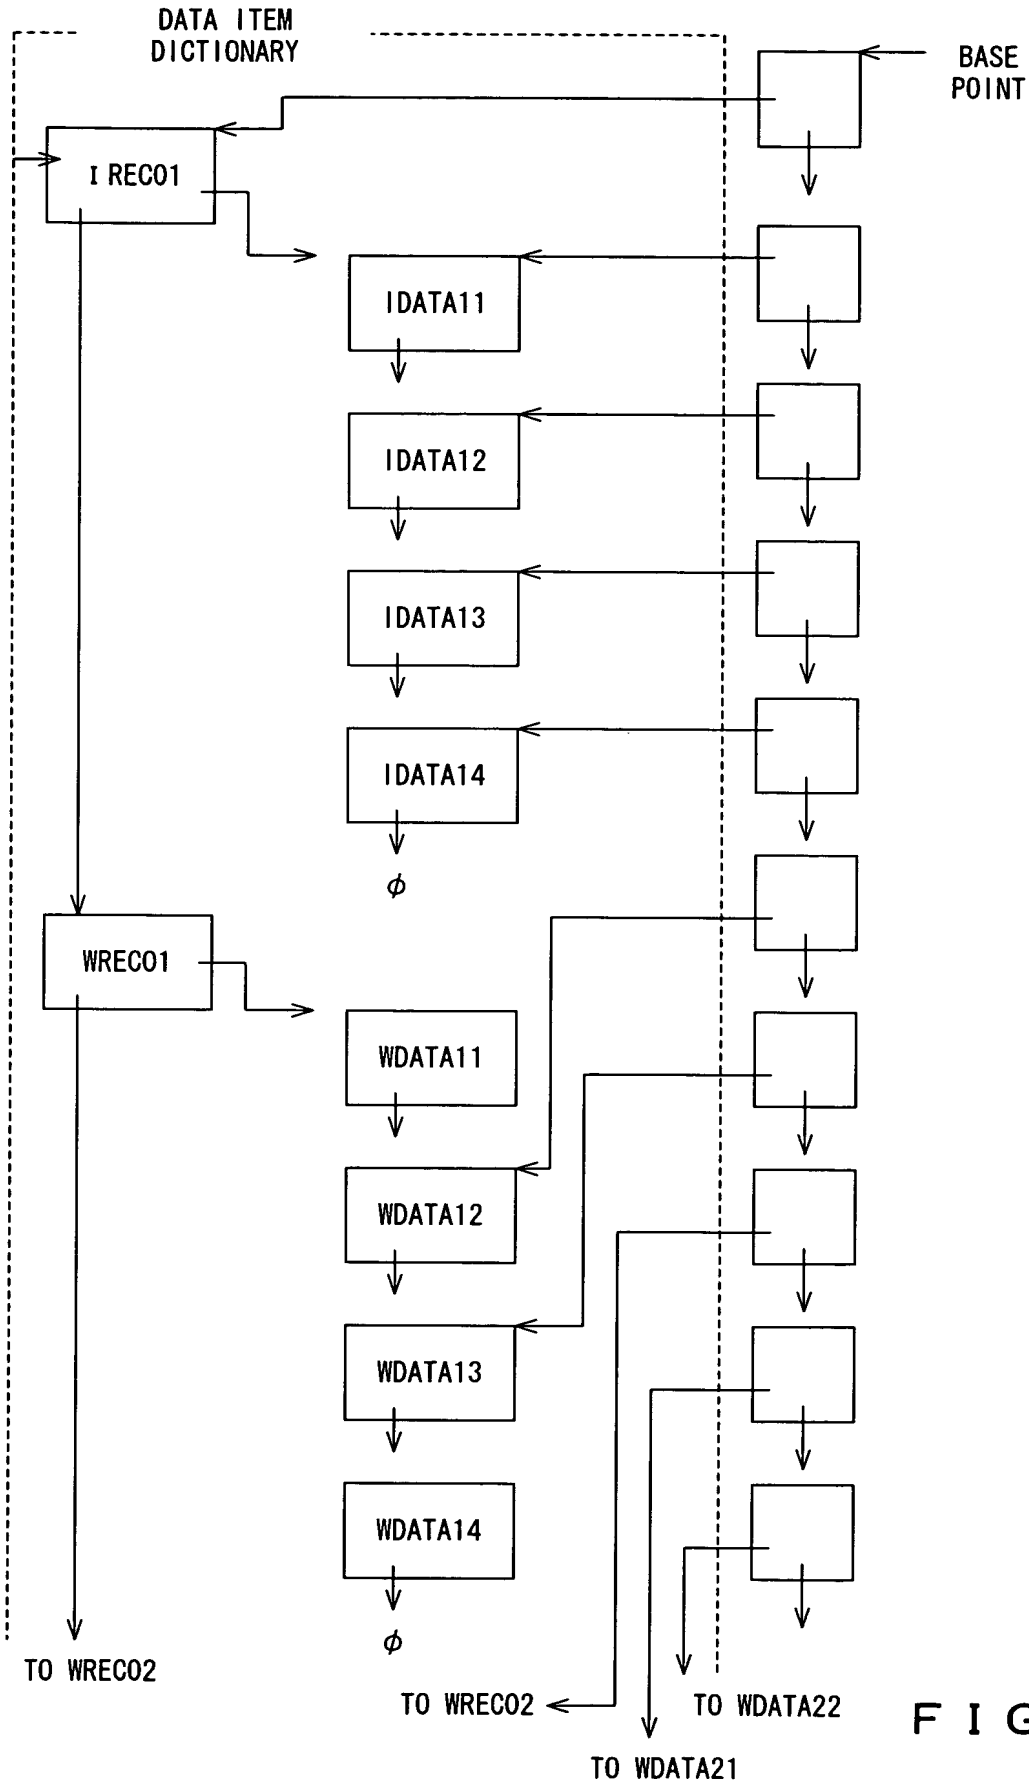 DATA ITEM
DICTIONARY
BASE
POINT
IREC01
IDATA11
IDATA12
IDATA13
IDATA14
φ
WREC01
WDATA11
WDATA12
WDATA13
WDATA14
φ
TO WREC02
TO WREC02
TO WDATA22
FIG
TO WDATA21